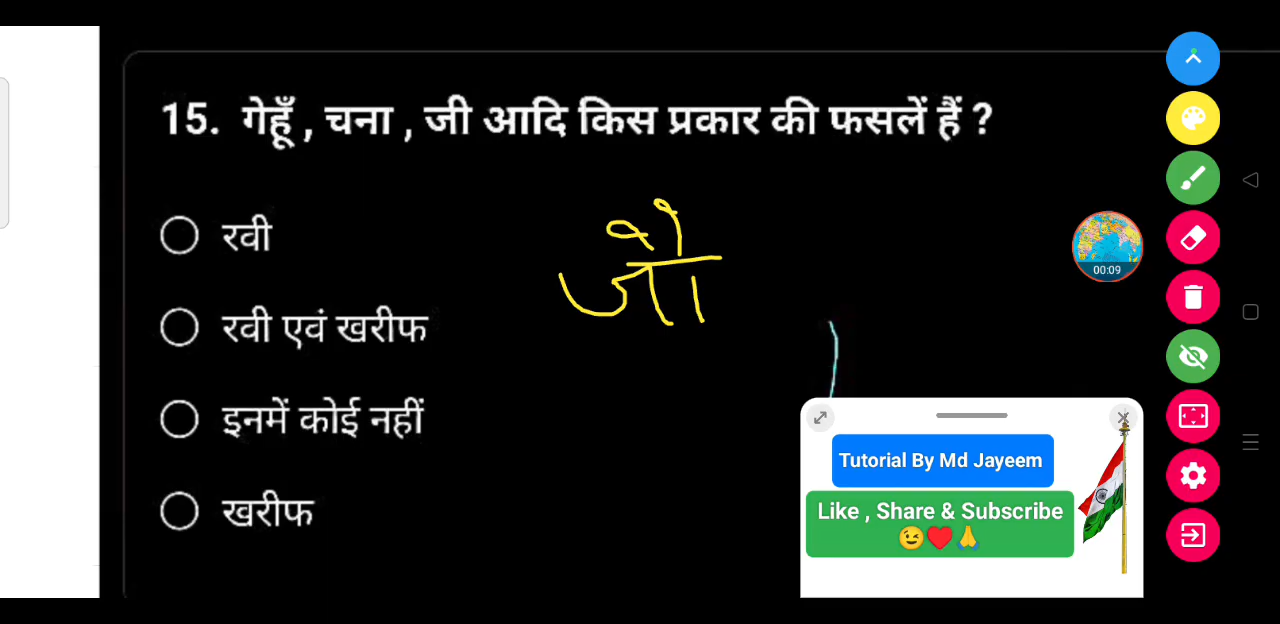 15. गेहूँ , चना , जी आदि किस प्रकार की फसलें हैं ?
रवी
जौ
रवी एवं खरीफ
इनमें कोई नहीं
खरीफ
00:09
Tutorial By Md Jayeem
Like , Share & Subscribe
😉❤️🙏